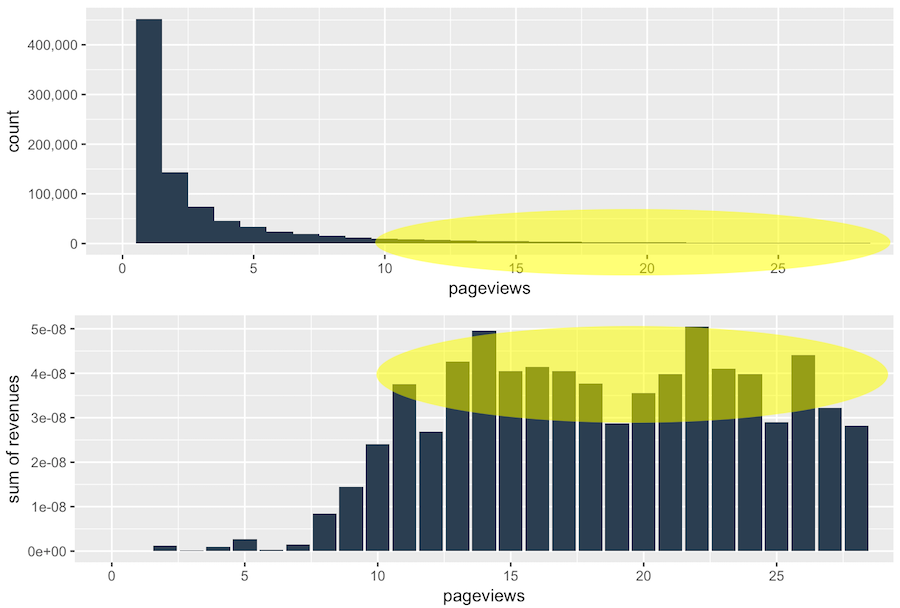 400,000
300,000
200,000
100,000
0
count
0 5 10 15 20 25
pageviews
5e-08
4e-08
3e-08
2e-08
1e-08
0e+00
sum of revenues
0 5 10 15 20 25
pageviews